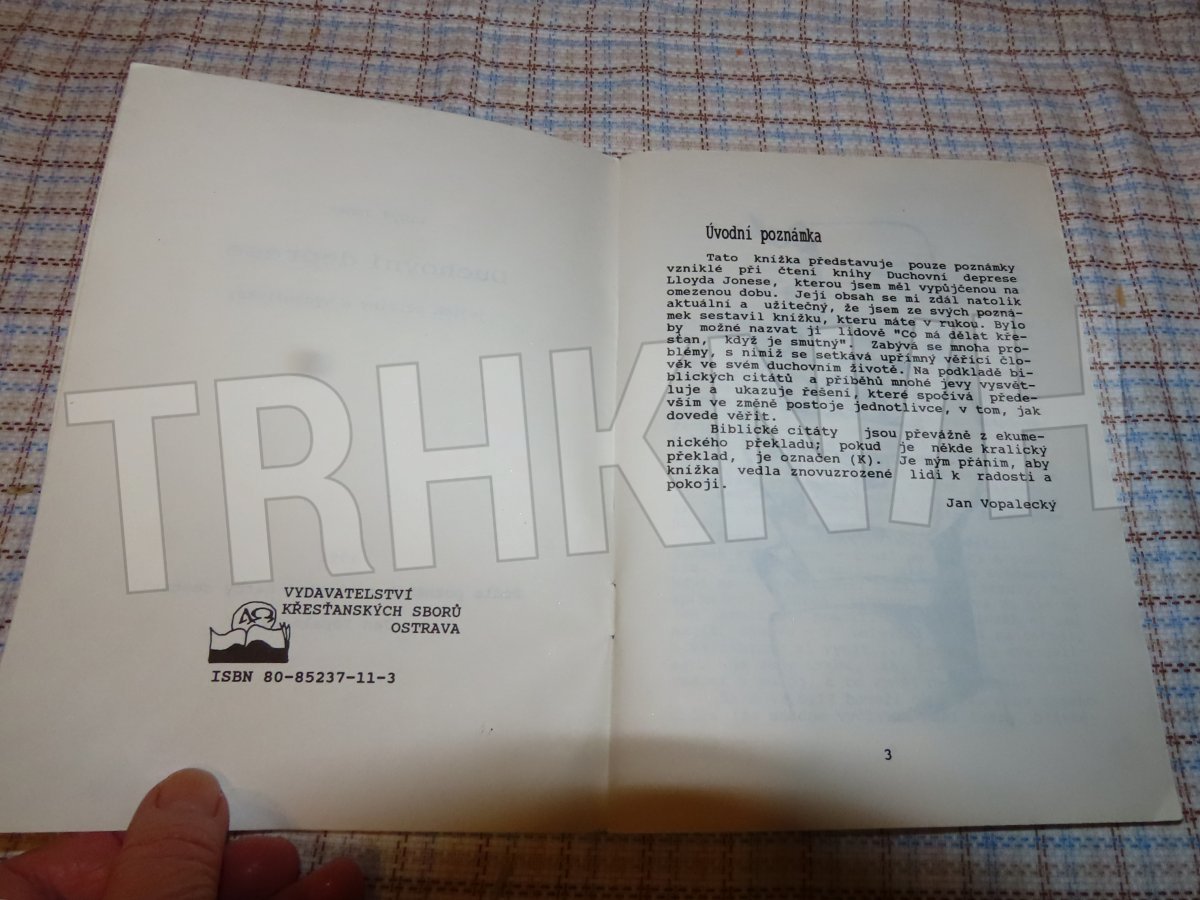 VYDAVATELSTVÍ
KŘESŤANSKÝCH SBORŮ
OSTRAVA
ISBN 80-85237-11-3
Úvodní poznámka
Tato knížka představuje pouze poznámky
vzniklé při čtení knihy Duchovní deprese
Lloyda Jonese, kterou jsem měl vypůjčenou na
omezenou dobu. Její obsah se mi zdál natolik
aktuální a užitečný, že jsem ze svých pozná-
mek sestavil knížku, kteru máte v rukou. Bylo
by možné nazvat ji lidově "Co má dělat kře-
sťan, když je smutný". Zabývá se mnoha pro-
blémy, s nimiž se setkává upřímný věřící člo-
věk ve svém duchovním životě. Na podkladě bi-
blických citátů a příběhů mnohé jevy vysvět-
luje a ukazuje řešení, které spočívá přede-
vším ve změně postoje jednotlivce, v tom, jak
dovede věřit.
Biblické citáty jsou převážně z ekume-
nického překladu; pokud je někde kralický
překlad, je označen (K). Je mým přáním, aby
knížka vedla znovuzrozené lidi k radosti a
pokoji.
Jan Vopalecký
3